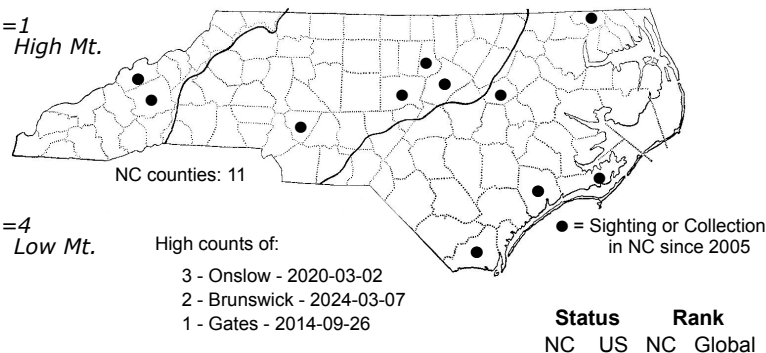 =1
High Mt.
NC counties: 11
=4
Low Mt.
High counts of:
3 - Onslow - 2020-03-02
2 - Brunswick - 2024-03-07
1 - Gates - 2014-09-26
● = Sighting or Collection
in NC since 2005
Status Rank
NC US NC Global